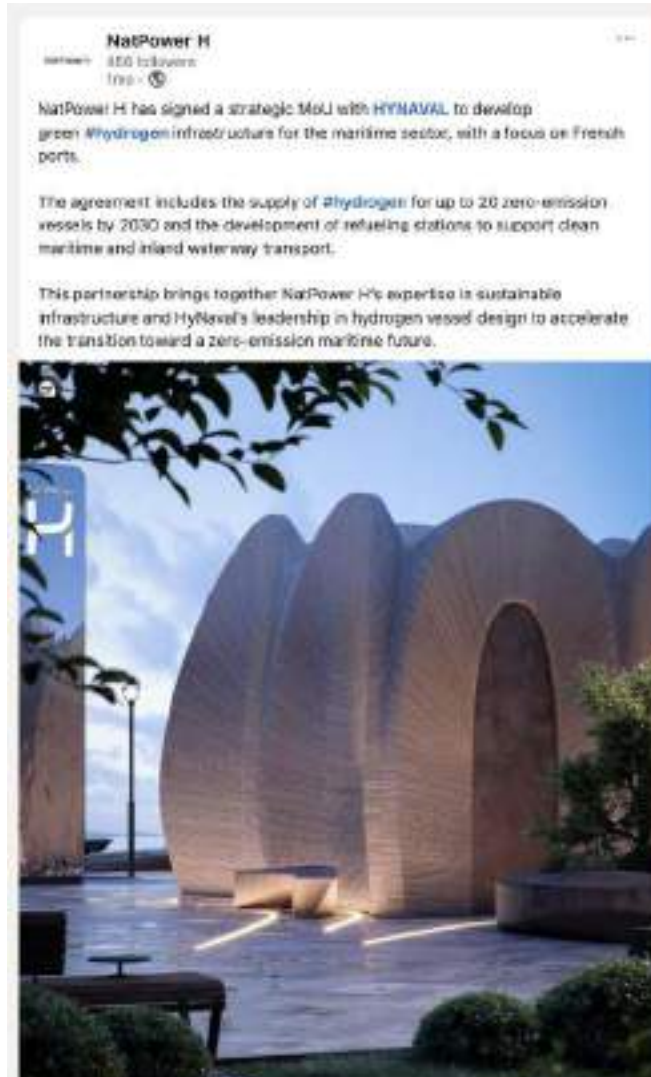 NatPower H
followers
1mo •
NatPower H has signed a strategic MoU with HYNAVAL to develop
green #hydrogen infrastructure for the maritime sector, with a focus on French
ports.
The agreement includes the supply of #hydrogen for up to 20 zero-emission
vessels by 2030 and the development of refueling stations to support clean
maritime and inland waterway transport.
This partnership brings together NatPower H's expertise in sustainable
infrastructure and HyNaval's leadership in hydrogen vessel design to accelerate
the transition toward a zero-emission maritime future.
H